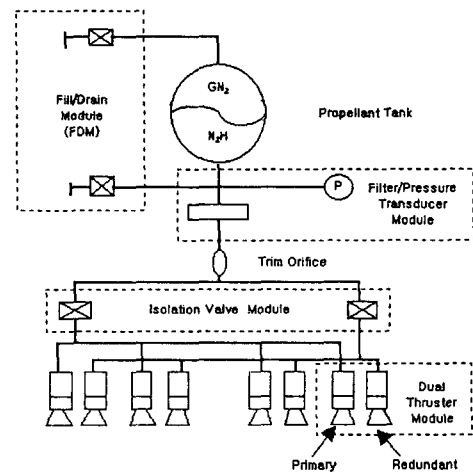 Fill/Drain
Module
(FDM)
GN₂
N₂H
Propellant Tank
P
Filter/Pressure
Transducer
Module
Trim Orifice
Isolation Valve Module
Dual
Thruster
Module
Primary
Redundant